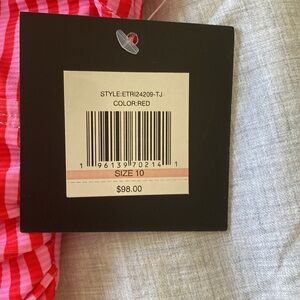 STYLE:ETRI24209-TJ
COLOR:RED
1 96139 70214 1
SIZE 10
$98.00